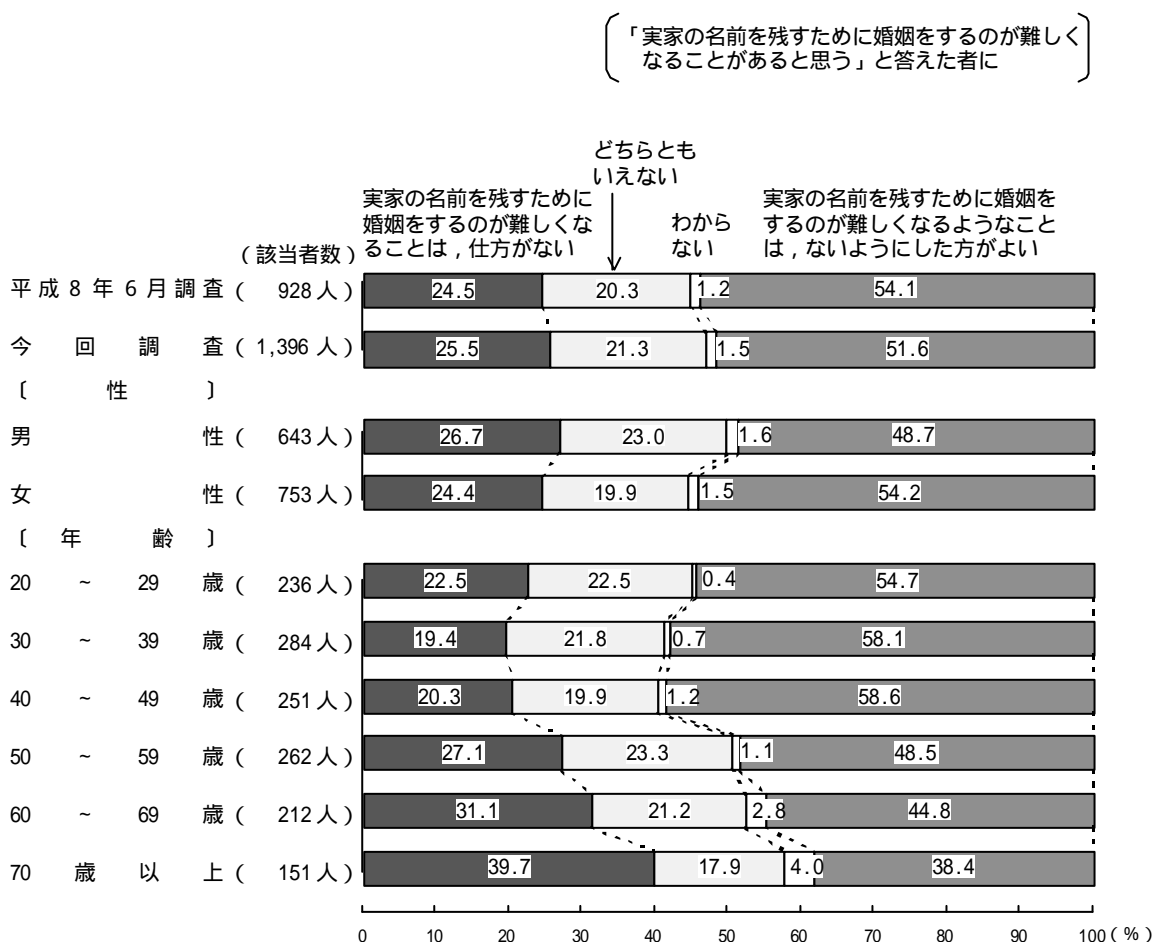 「実家の名前を残すために婚姻をするのが難しく
なることがあると思う」と答えた者に
どちらとも
いえない
実家の名前を残すために
婚姻をするのが難しくな
ることは,仕方がない
わから
ない
実家の名前を残すために婚姻を
するのが難しくなるようなこと
は,ないようにした方がよい
(該当者数)
平成8年6月調査( 928人) 24.5 20.3 1.2 54.1
今回調査( 1,396人) 25.5 21.3 1.5 51.6
〔性〕
男性( 643人) 26.7 23.0 1.6 48.7
女性( 753人) 24.4 19.9 1.5 54.2
〔年齢〕
20 ~ 29歳( 236人) 22.5 22.5 0.4 54.7
30 ~ 39歳( 284人) 19.4 21.8 0.7 58.1
40 ~ 49歳( 251人) 20.3 19.9 1.2 58.6
50 ~ 59歳( 262人) 27.1 23.3 1.1 48.5
60 ~ 69歳( 212人) 31.1 21.2 2.8 44.8
70歳以上( 151人) 39.7 17.9 4.0 38.4
0 10 20 30 40 50 60 70 80 90 100(%)